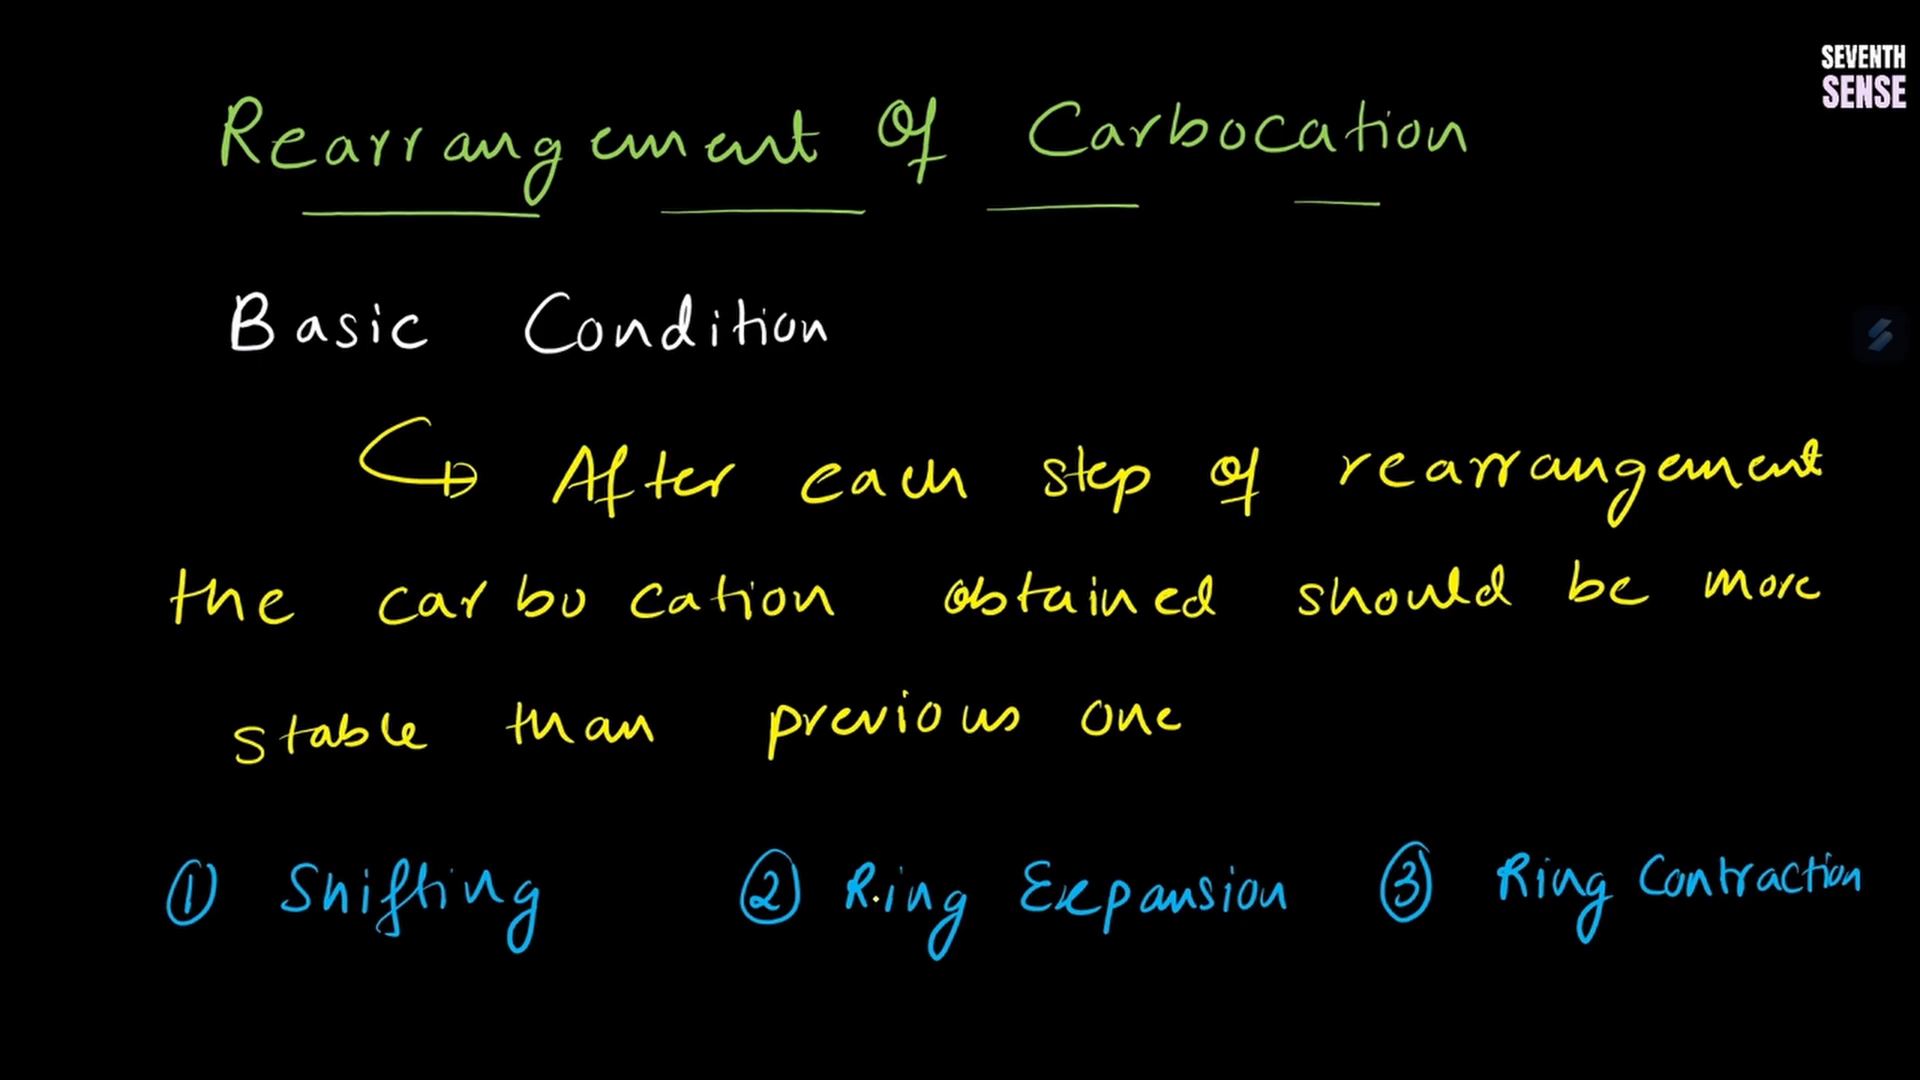 SEVENTH
SENSE
Rearrangement Of Carbocation
Basic Condition
↳ After each step of rearrangement
the carbocation obtained should be more
stable than previous one
① Shifting ② Ring Expansion ③ Ring Contraction